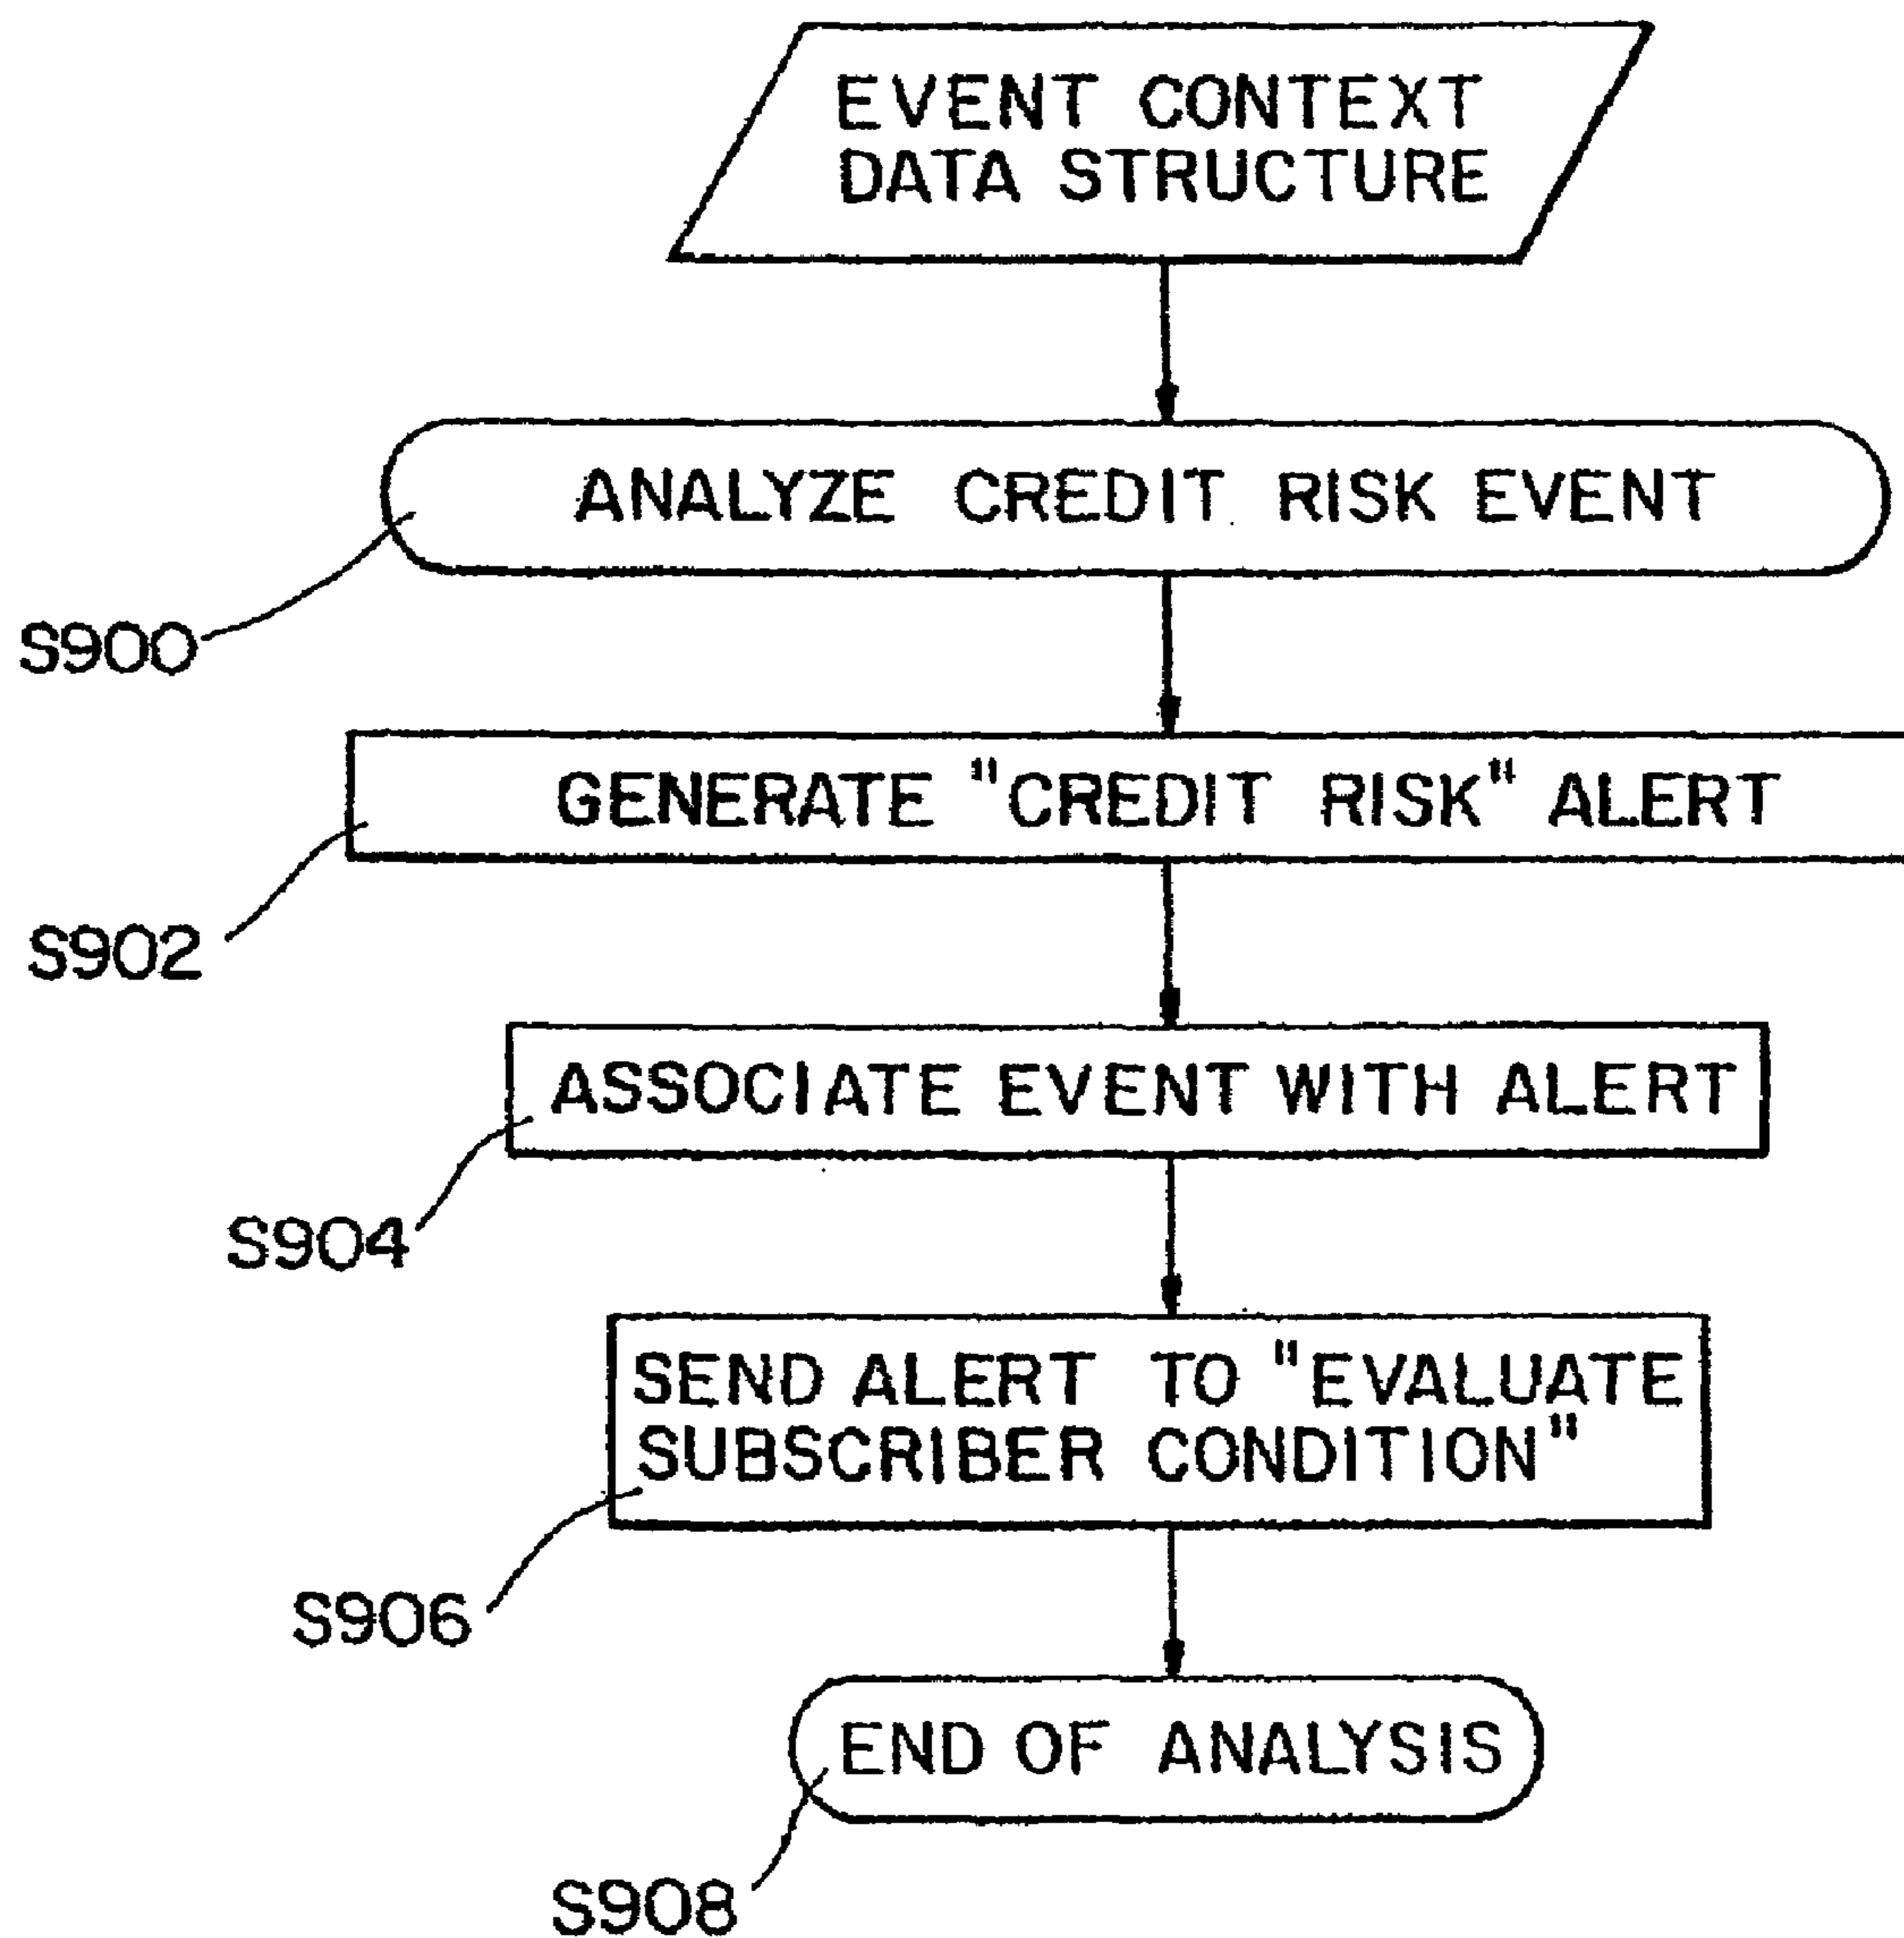 EVENT CONTEXT
DATA STRUCTURE
ANALYZE CREDIT RISK EVENT
S900
GENERATE "CREDIT RISK" ALERT
S902
ASSOCIATE EVENT WITH ALERT
S904
SEND ALERT TO "EVALUATE
SUBSCRIBER CONDITION"
S906
END OF ANALYSIS
S908